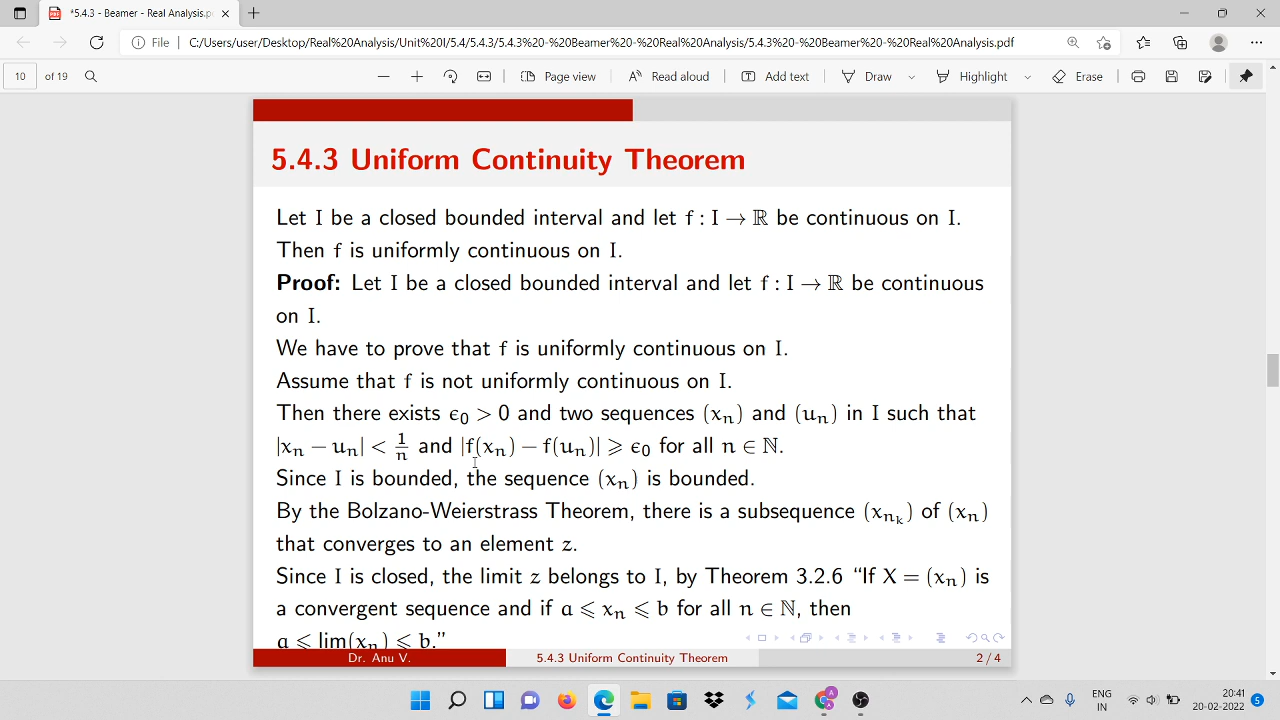 *5.4.3 - Beamer - Real Analysis.p
File
C:/Users/user/Desktop/Real%20Analysis/Unit%20I/5.4/5.4.3/5.4.3%20-%20Beamer%20-%20Real%20Analysis/5.4.3%20-%20Beamer%20-%20Real%20Analysis.pdf
10 of 19
Page view
Read aloud
Add text
Draw
Highlight
Erase
5.4.3 Uniform Continuity Theorem
Let I be a closed bounded interval and let f : I → ℝ be continuous on I.
Then f is uniformly continuous on I.
Proof: Let I be a closed bounded interval and let f : I → ℝ be continuous
on I.
We have to prove that f is uniformly continuous on I.
Assume that f is not uniformly continuous on I.
Then there exists ϵ₀ > 0 and two sequences (xₙ) and (uₙ) in I such that
|xₙ − uₙ| < 1/n and |f(xₙ) − f(uₙ)| ⩾ ϵ₀ for all n ∈ ℕ.
Since I is bounded, the sequence (xₙ) is bounded.
By the Bolzano-Weierstrass Theorem, there is a subsequence (x_{n_k}) of (xₙ)
that converges to an element z.
Since I is closed, the limit z belongs to I, by Theorem 3.2.6 “If X = (xₙ) is
a convergent sequence and if a ⩽ xₙ ⩽ b for all n ∈ ℕ, then
a ⩽ lim(xₙ) ⩽ b.”
Dr. Anu V.
5.4.3 Uniform Continuity Theorem
2 / 4
ENG
IN
20:41
20-02-2022
5